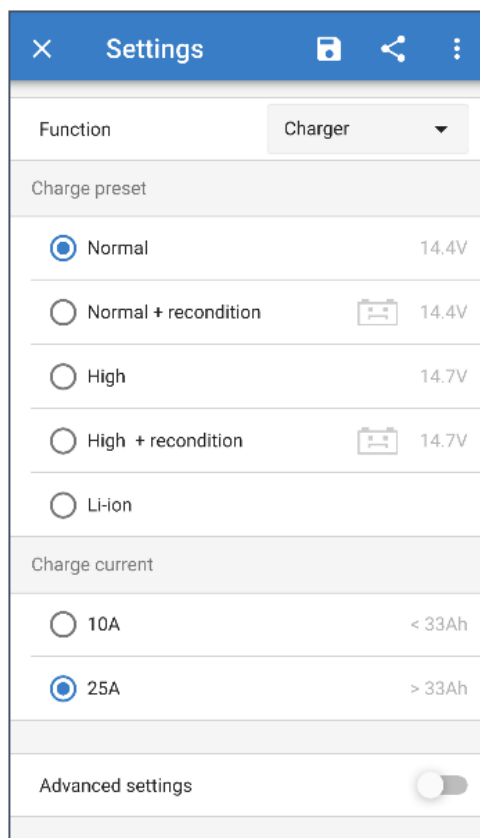 Settings
Function Charger
Charge preset
Normal 14.4V
Normal + recondition 14.4V
High 14.7V
High + recondition 14.7V
Li-ion
Charge current
10A < 33Ah
25A > 33Ah
Advanced settings